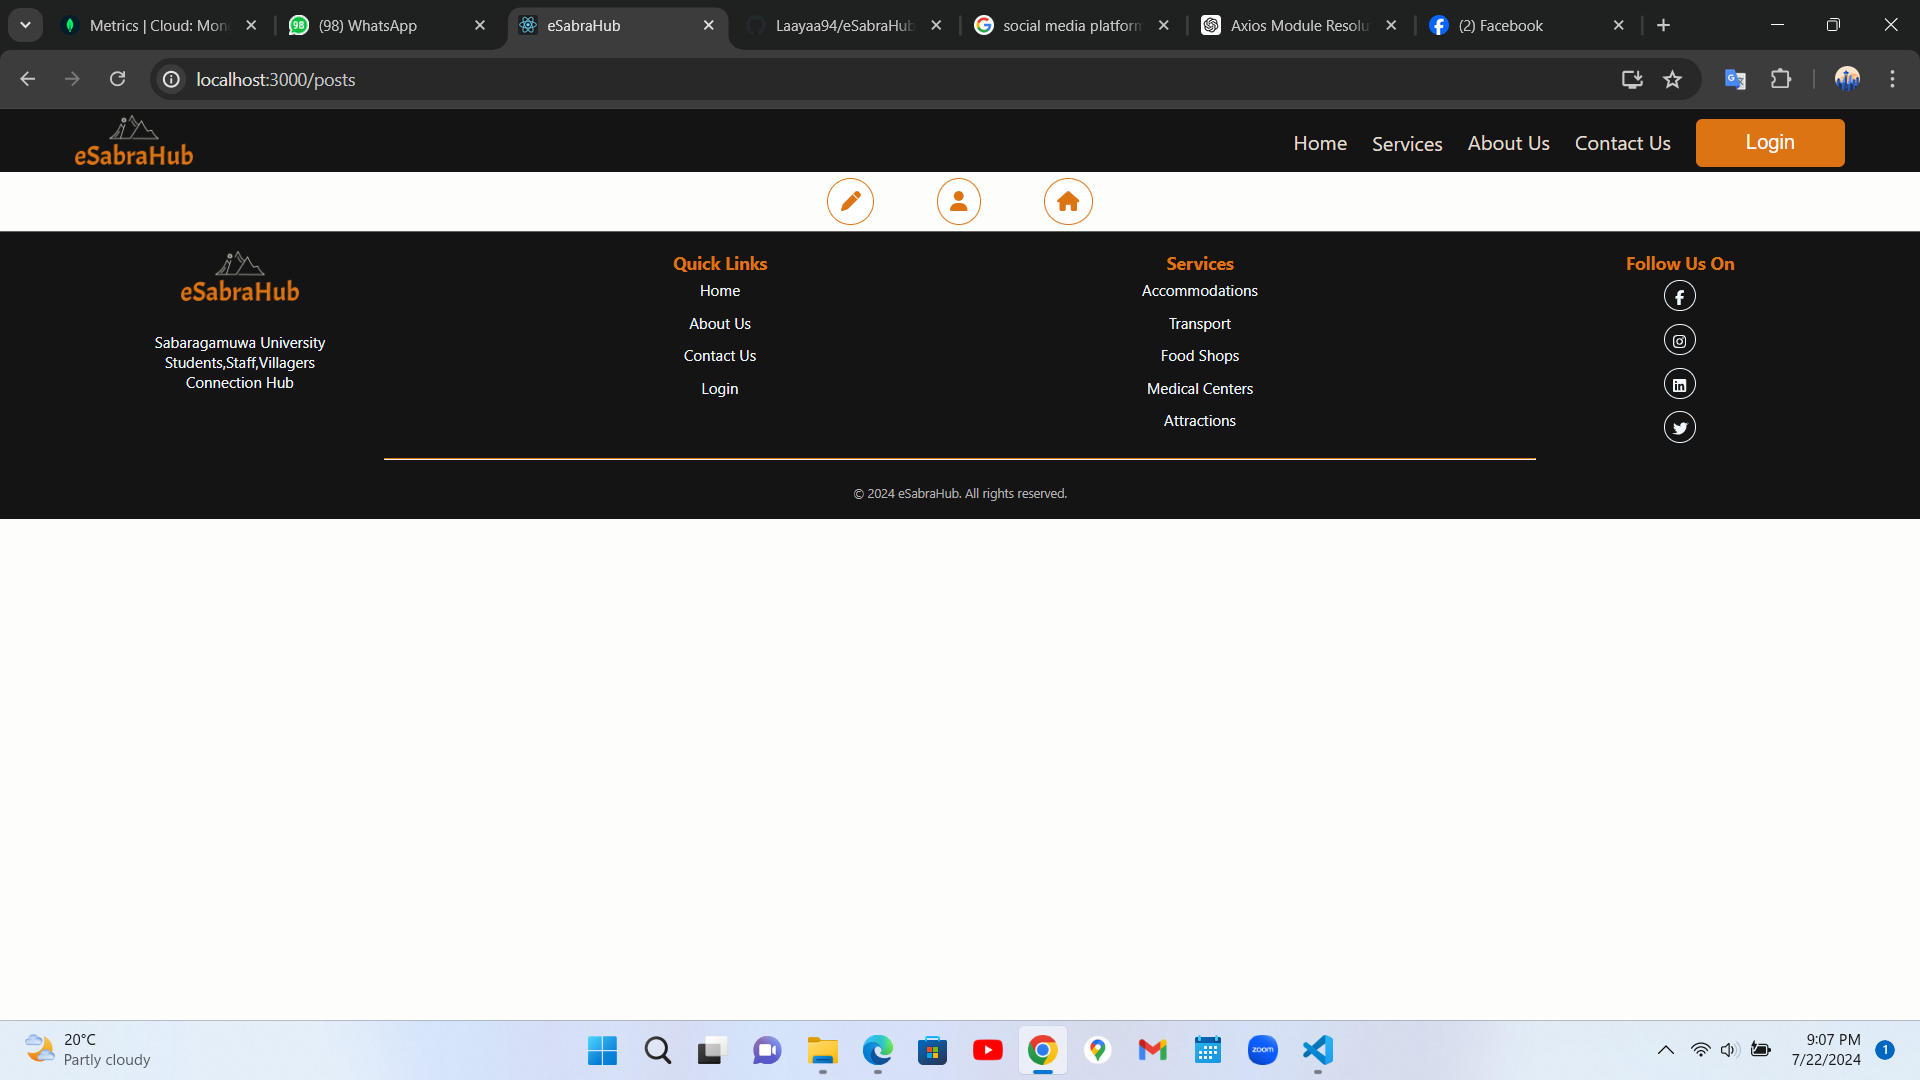 Metrics | Cloud: Mon
(98) WhatsApp
eSabraHub
Laayaa94/eSabraHub
social media platform
Axios Module Resolu
(2) Facebook
localhost:3000/posts
eSabraHub
Home
Services
About Us
Contact Us
Login
eSabraHub
Sabaragamuwa University
Students,Staff,Villagers
Connection Hub
Quick Links
Home
About Us
Contact Us
Login
Services
Accommodations
Transport
Food Shops
Medical Centers
Attractions
Follow Us On
© 2024 eSabraHub. All rights reserved.
20°C
Partly cloudy
zoom
9:07 PM
7/22/2024
1